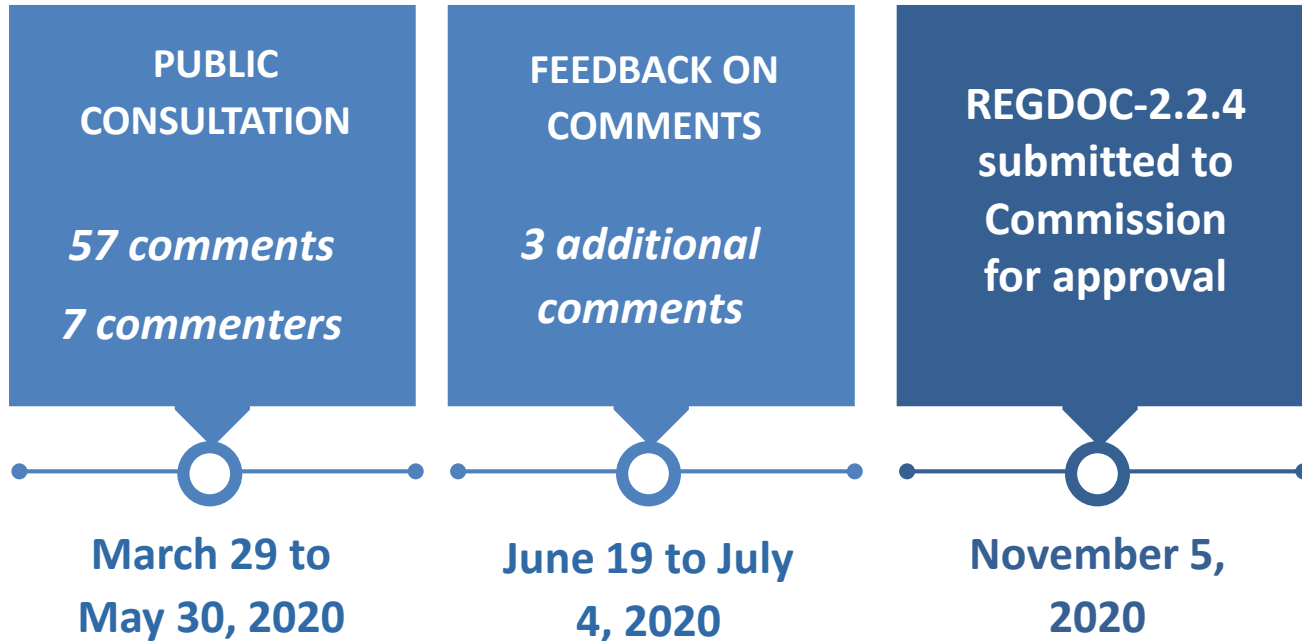 PUBLIC
CONSULTATION
57 comments
7 commenters
March 29 to
May 30, 2020
FEEDBACK ON
COMMENTS
3 additional
comments
June 19 to July
4, 2020
REGDOC-2.2.4
submitted to
Commission
for approval
November 5,
2020